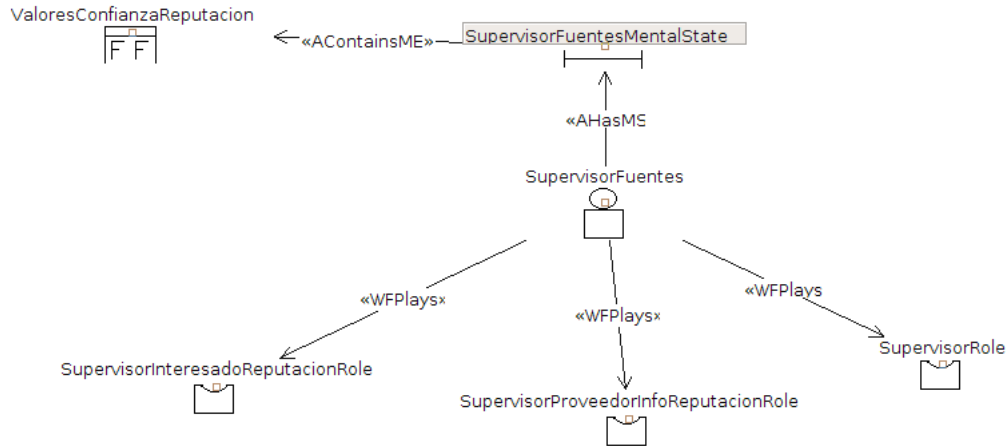 ValoresConfianzaReputacion
«AContainsME»
SupervisorFuentesMentalState
F F
«AHasMS
SupervisorFuentes
«WFPlays»
«WFPlays»
«WFPlays
SupervisorRole
SupervisorInteresadoReputacionRole
SupervisorProveedorInfoReputacionRole